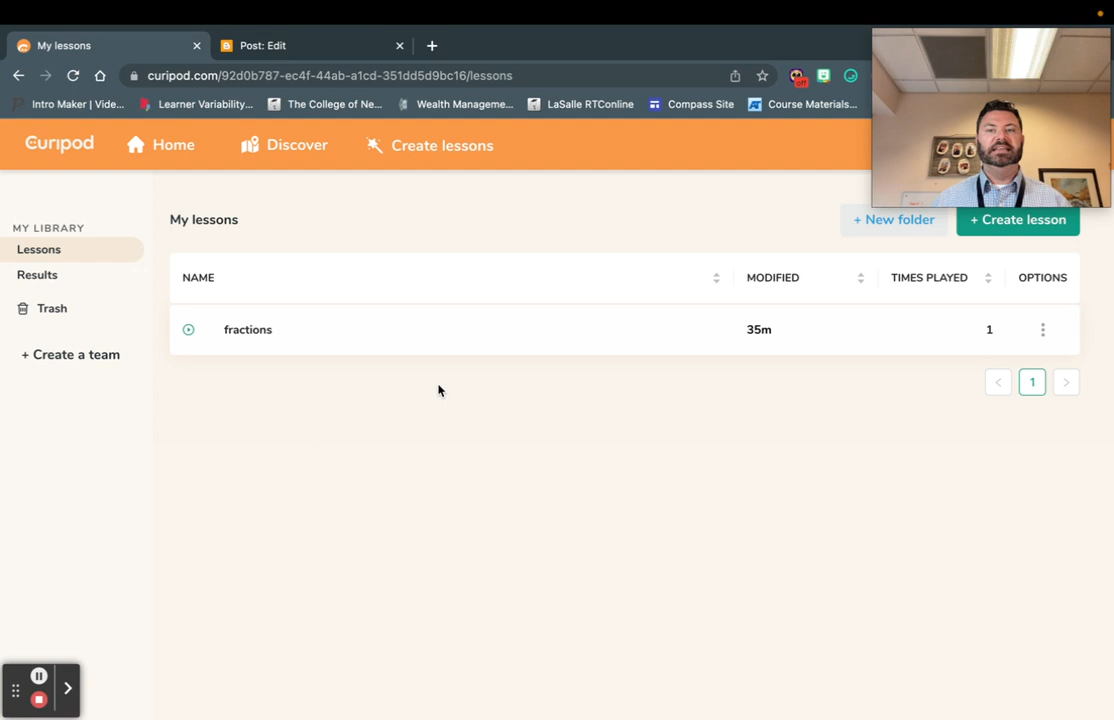 My lessons
Post: Edit
curipod.com/92d0b787-ec4f-44ab-a1cd-351dd5d9bc16/lessons
off
Intro Maker | Vide...
Learner Variability...
The College of Ne...
Wealth Manageme...
LaSalle RTConline
Compass Site
Course Materials...
Curipod
Home
Discover
Create lessons
MY LIBRARY
Lessons
Results
Trash
+ Create a team
My lessons
+ New folder
+ Create lesson
NAME
MODIFIED
TIMES PLAYED
OPTIONS
fractions
35m
1
1